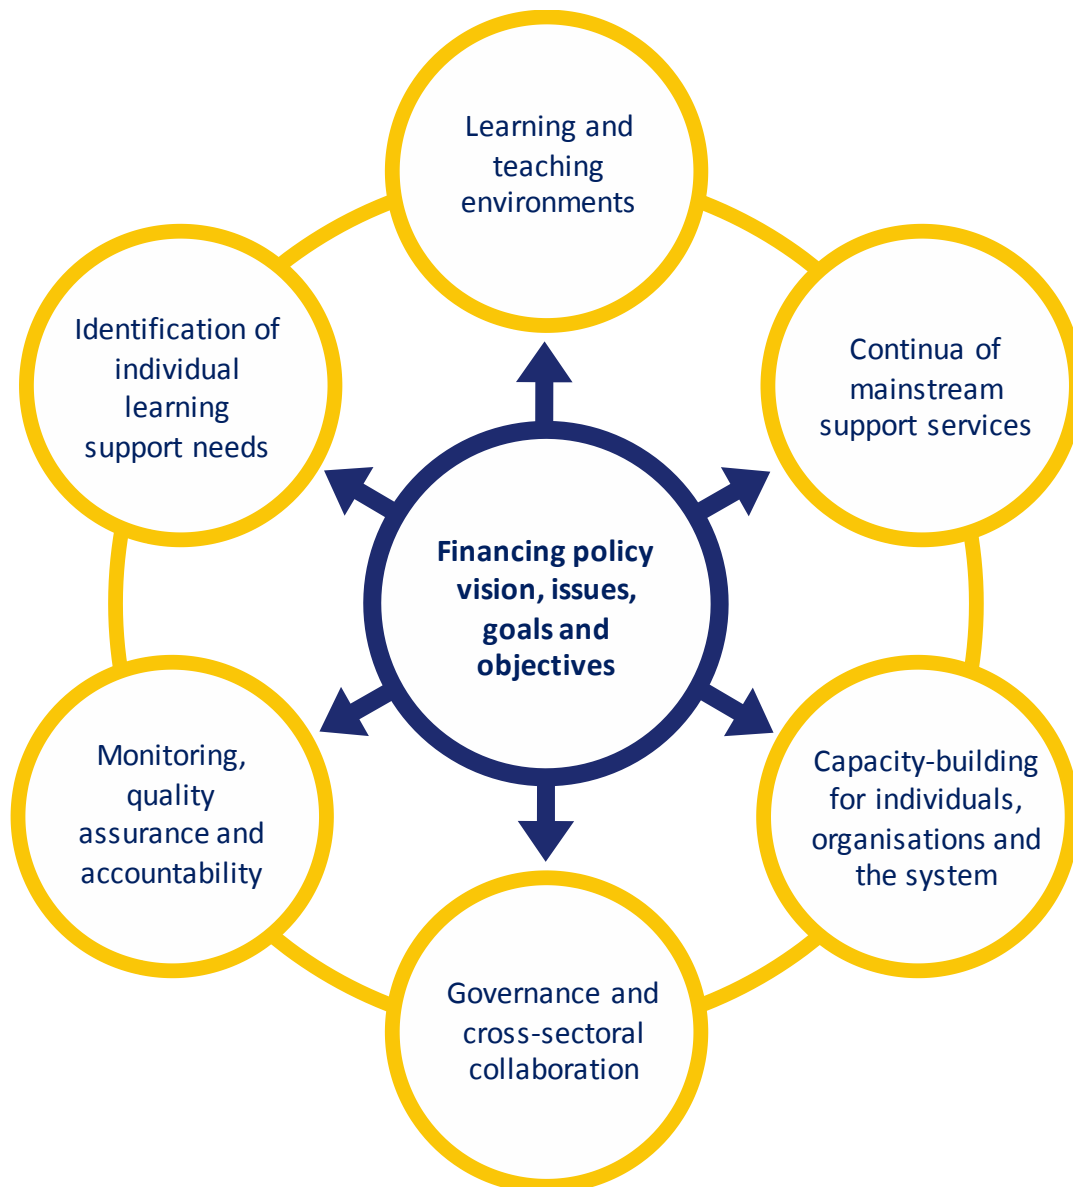 Learning and
teaching
environments
Continua of
mainstream
support services
Capacity-building
for individuals,
organisations and
the system
Governance and
cross-sectoral
collaboration
Monitoring,
quality
assurance and
accountability
Identification of
individual
learning
support needs
Financing policy
vision, issues,
goals and
objectives